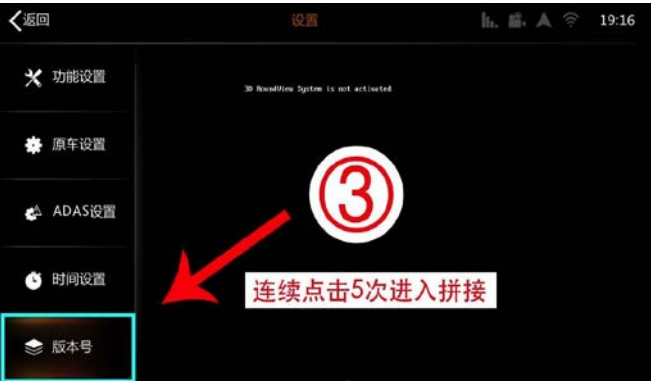 返回
设置
19:16
功能设置
3D RoundView System is not activated
原车设置
③
ADAS设置
时间设置
连续点击5次进入拼接
版本号